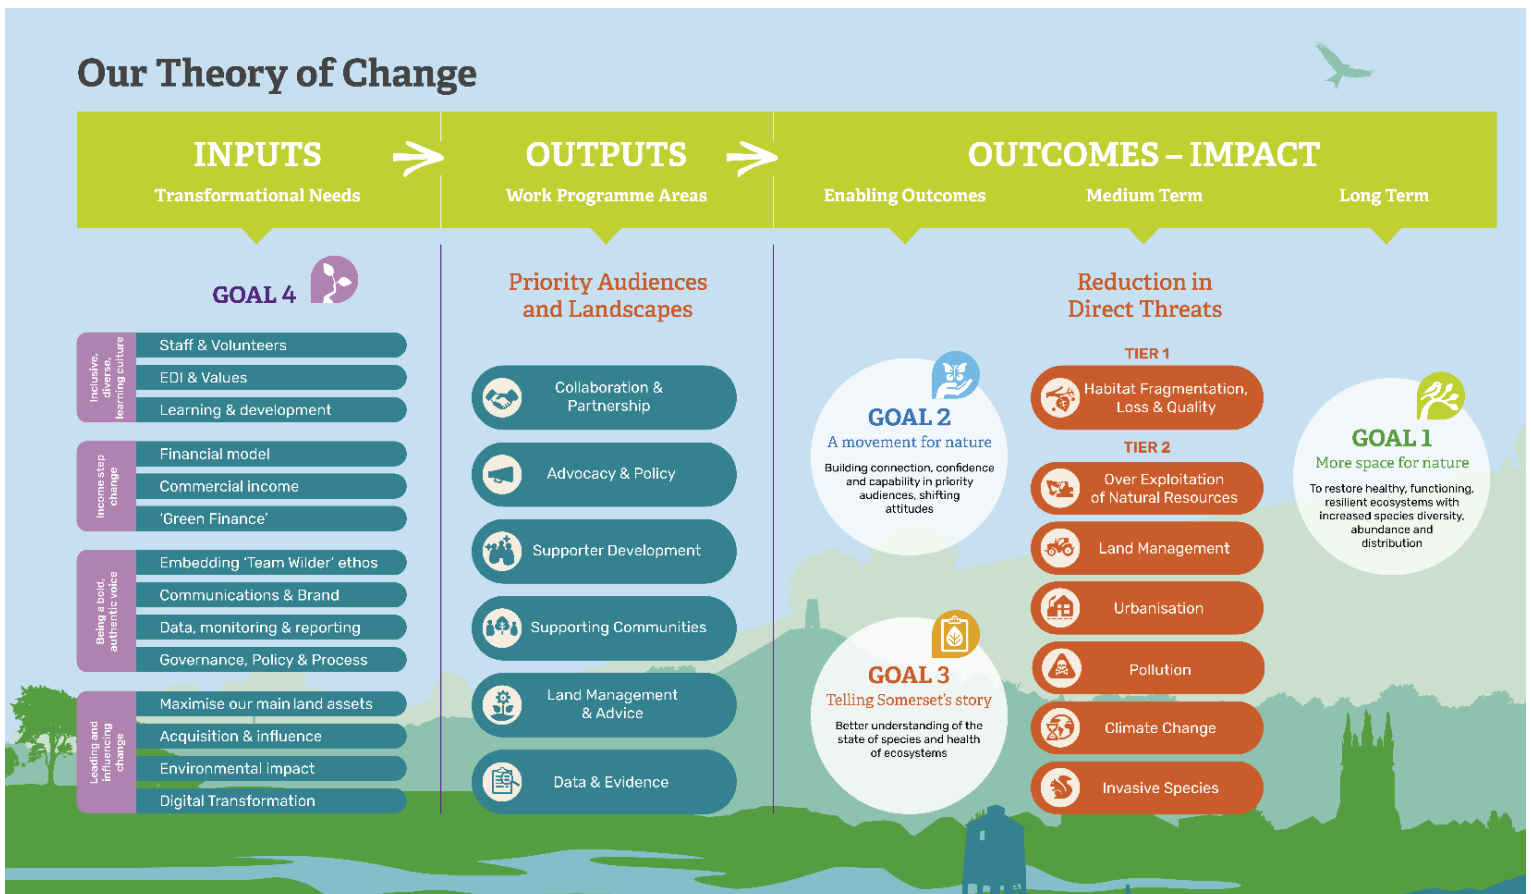 Our Theory of Change
INPUTS
Transformational Needs
OUTPUTS
Work Programme Areas
OUTCOMES – IMPACT
Enabling Outcomes
Medium Term
Long Term
GOAL 4
Inclusive,
diverse,
learning culture
Staff & Volunteers
EDI & Values
Learning & development
Income step
change
Financial model
Commercial income
‘Green Finance’
Being a bold,
authentic voice
Embedding ‘Team Wilder’ ethos
Communications & Brand
Data, monitoring & reporting
Governance, Policy & Process
Leading and
influencing
change
Maximise our main land assets
Acquisition & influence
Environmental impact
Digital Transformation
Priority Audiences
and Landscapes
Collaboration &
Partnership
Advocacy & Policy
Supporter Development
Supporting Communities
Land Management
& Advice
Data & Evidence
GOAL 2
A movement for nature
Building connection, confidence
and capability in priority
audiences, shifting
attitudes
GOAL 3
Telling Somerset’s story
Better understanding of the
state of species and health
of ecosystems
Reduction in
Direct Threats
TIER 1
Habitat Fragmentation,
Loss & Quality
TIER 2
Over Exploitation
of Natural Resources
Land Management
Urbanisation
Pollution
Climate Change
Invasive Species
GOAL 1
More space for nature
To restore healthy, functioning,
resilient ecosystems with
increased species diversity,
abundance and
distribution